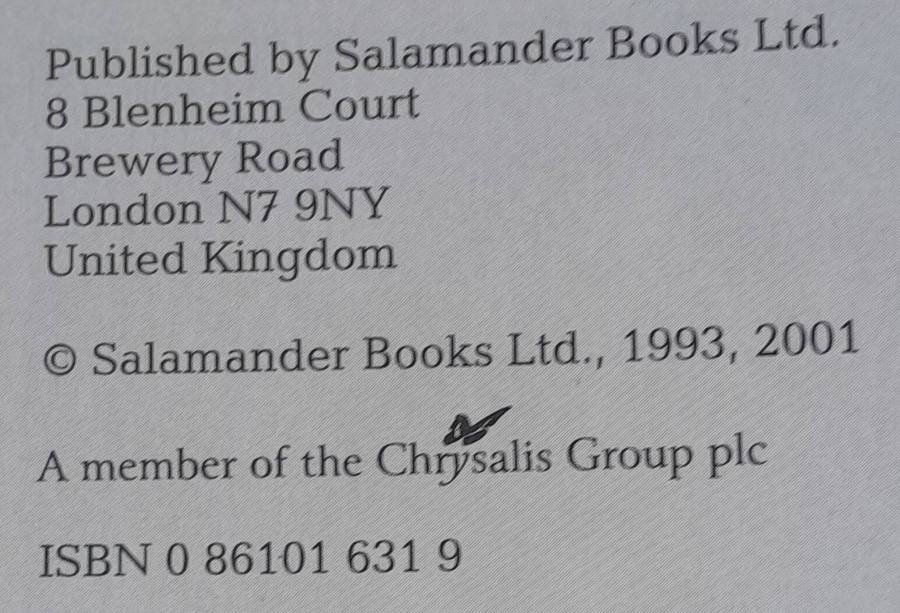 Published by Salamander Books Ltd.
8 Blenheim Court
Brewery Road
London N7 9NY
United Kingdom
© Salamander Books Ltd., 1993, 2001
A member of the Chrysalis Group plc
ISBN 0 86101 631 9